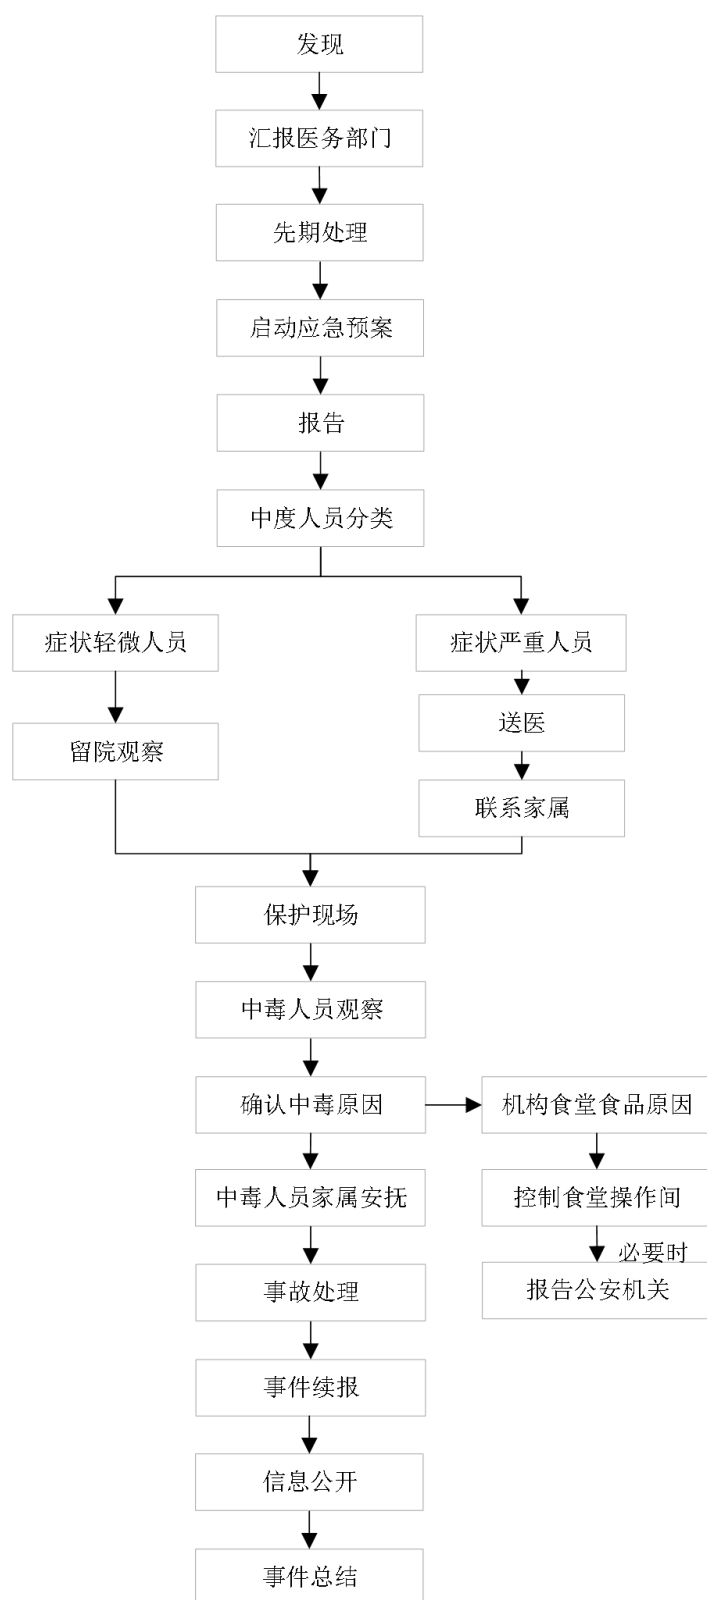 发现
汇报医务部门
先期处理
启动应急预案
报告
中度人员分类
症状轻微人员
症状严重人员
送医
留院观察
联系家属
保护现场
中毒人员观察
确认中毒原因
机构食堂食品原因
中毒人员家属安抚
控制食堂操作间
必要时
事故处理
报告公安机关
事件续报
信息公开
事件总结